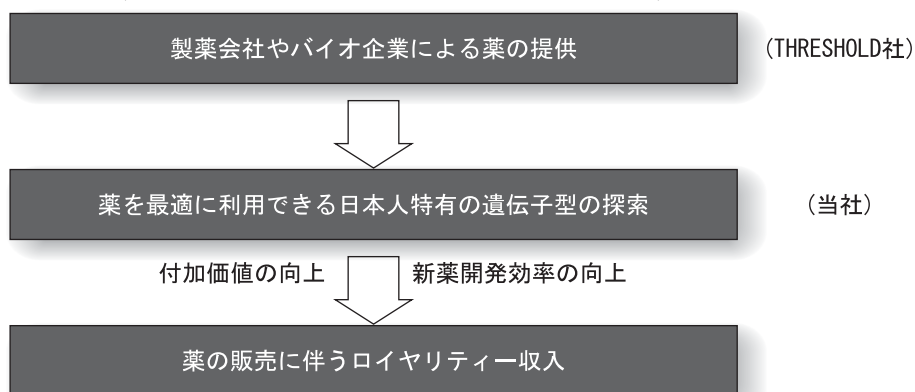 製薬会社やバイオ企業による薬の提供
(THRESHOLD社)
薬を最適に利用できる日本人特有の遺伝子型の探索
(当社)
付加価値の向上 新薬開発効率の向上
薬の販売に伴うロイヤリティー収入